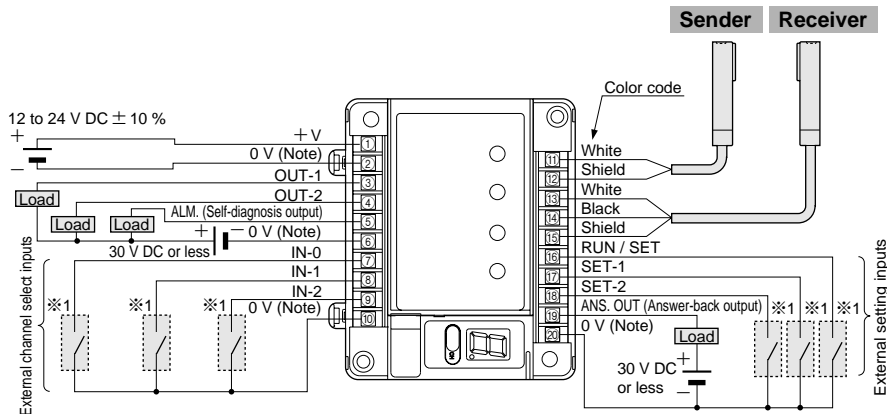 Sender Receiver
Color code
12 to 24 V DC ± 10 %
+
−
+V
0 V (Note)
OUT-1
OUT-2
ALM. (Self-diagnosis output)
0 V (Note)
+ −
30 V DC or less
Load
Load
Load
IN-0
IN-1
IN-2
0 V (Note)
※1
※1
※1
External channel select inputs
1
2
3
4
5
6
7
8
9
10
11
12
13
14
15
16
17
18
19
20
White
Shield
White
Black
Shield
RUN / SET
SET-1
SET-2
ANS. OUT (Answer-back output)
0 V (Note)
Load
+
30 V DC
or less
−
※1 ※1 ※1
External setting inputs